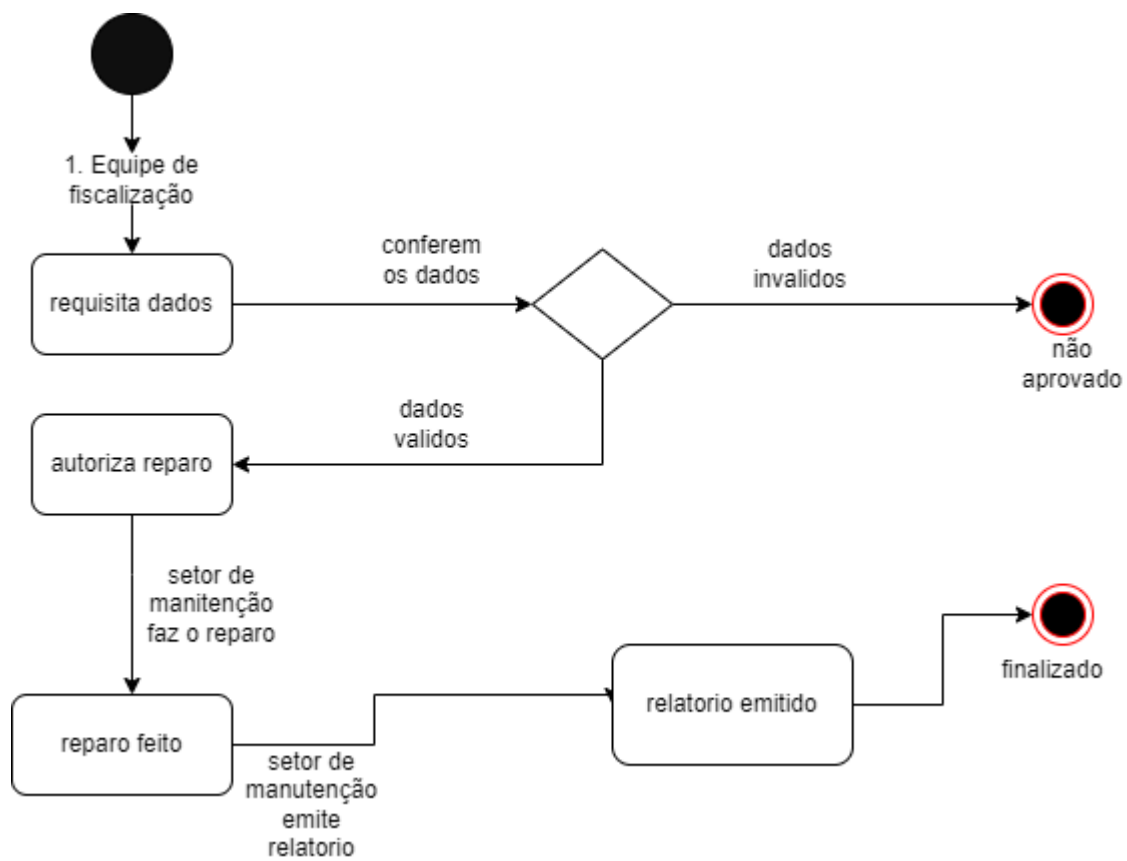 1. Equipe de
fiscalização
requisita dados
conferem
os dados
dados
invalidos
não
aprovado
dados
validos
autoriza reparo
setor de
manitenção
faz o reparo
reparo feito
setor de
manutenção
emite
relatorio
relatorio emitido
finalizado